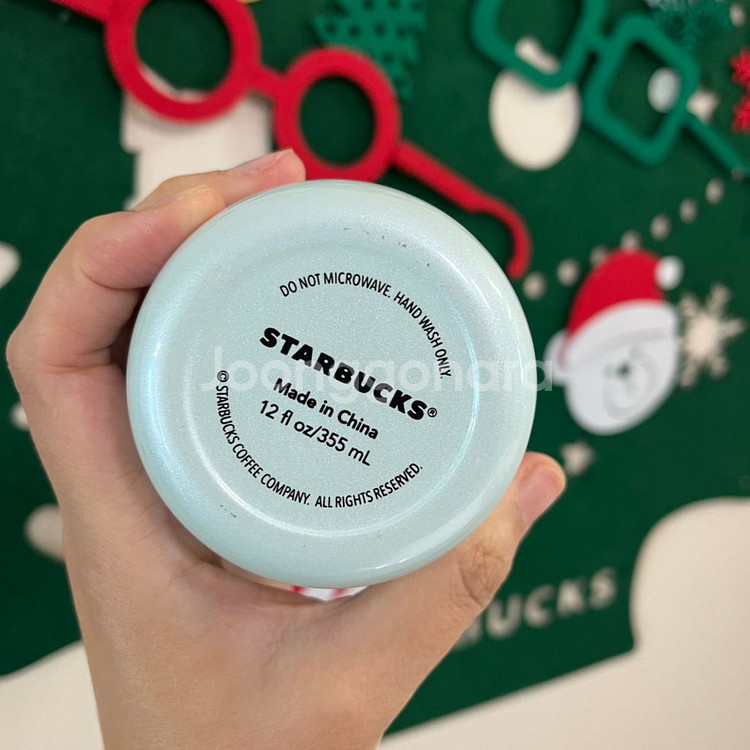 DO NOT MICROWAVE. HAND WASH ONLY.
STARBUCKS®
Made in China
12 fl oz/355 mL
© STARBUCKS COFFEE COMPANY. ALL RIGHTS RESERVED.
Joonggonara